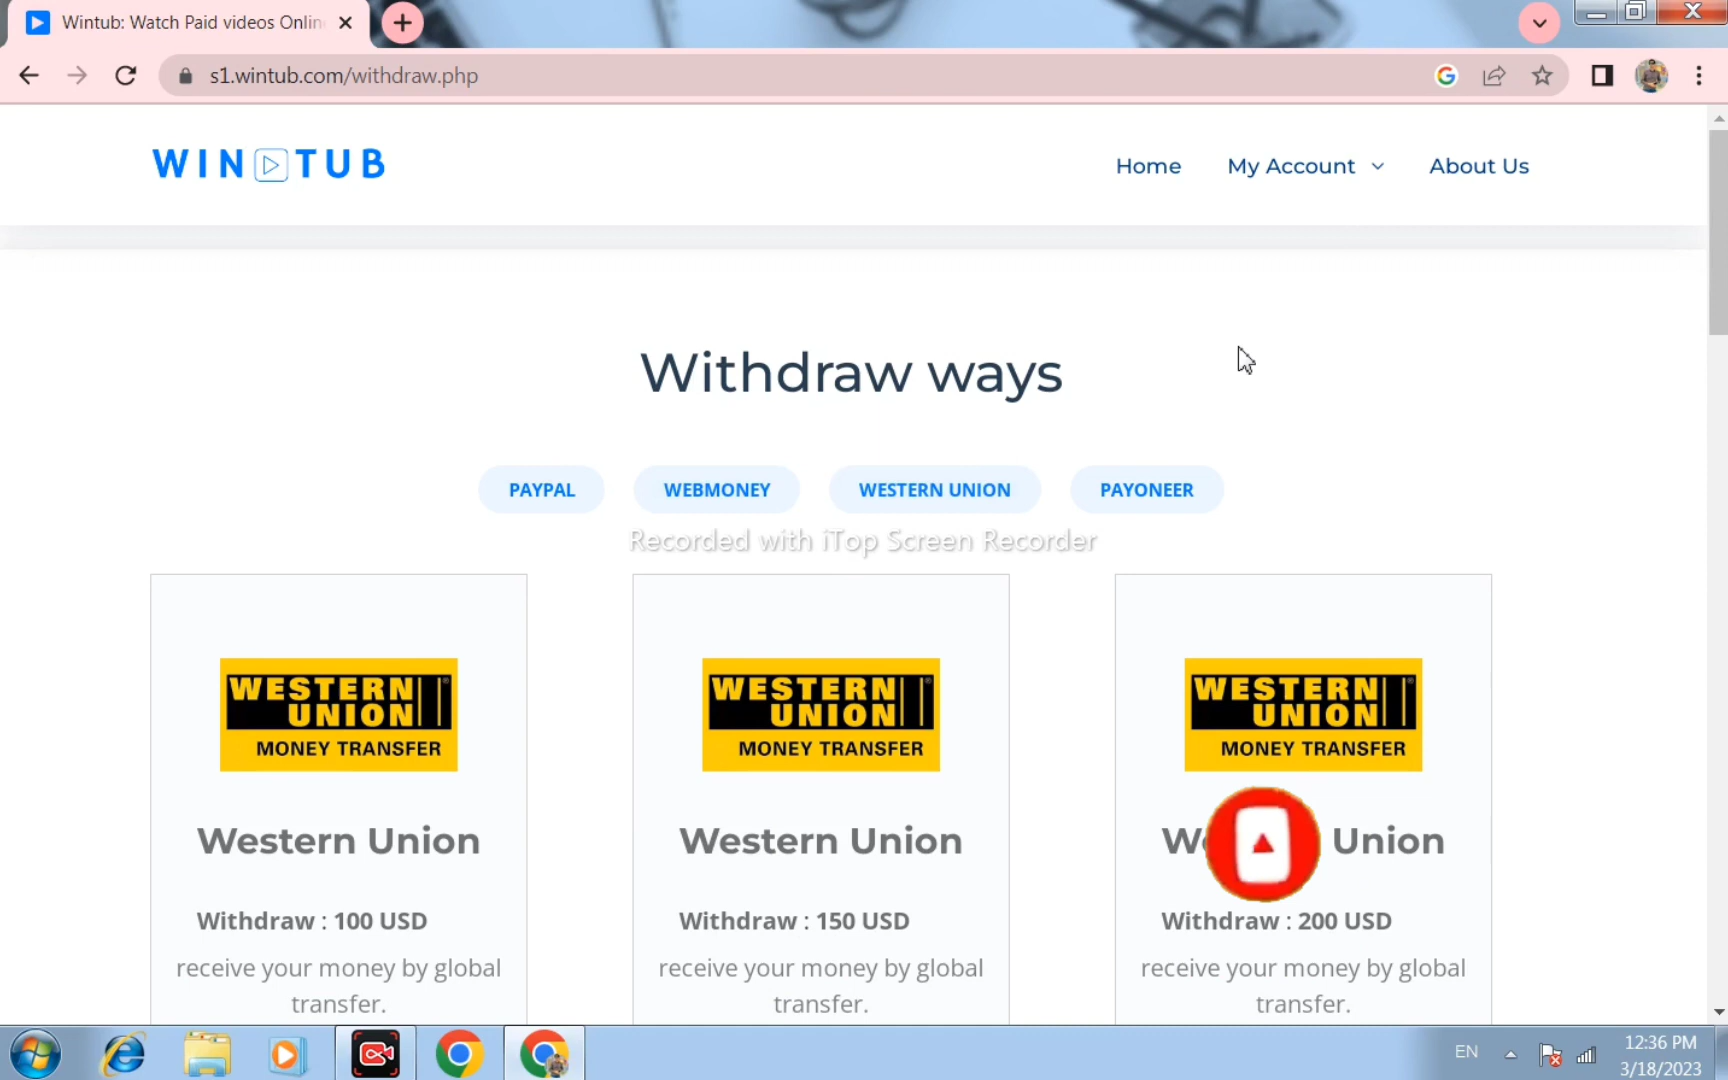 Wintub: Watch Paid videos Onlin
s1.wintub.com/withdraw.php
WIN TUB
Home
My Account
About Us
Withdraw ways
PAYPAL
WEBMONEY
WESTERN UNION
PAYONEER
Recorded with iTop Screen Recorder
WESTERN
UNION
MONEY TRANSFER
WESTERN
UNION
MONEY TRANSFER
WESTERN
UNION
MONEY TRANSFER
Western Union
Western Union
We Union
Withdraw : 100 USD
Withdraw : 150 USD
Withdraw : 200 USD
receive your money by global
transfer.
receive your money by global
transfer.
receive your money by global
transfer.
EN
12:36 PM
3/18/2023